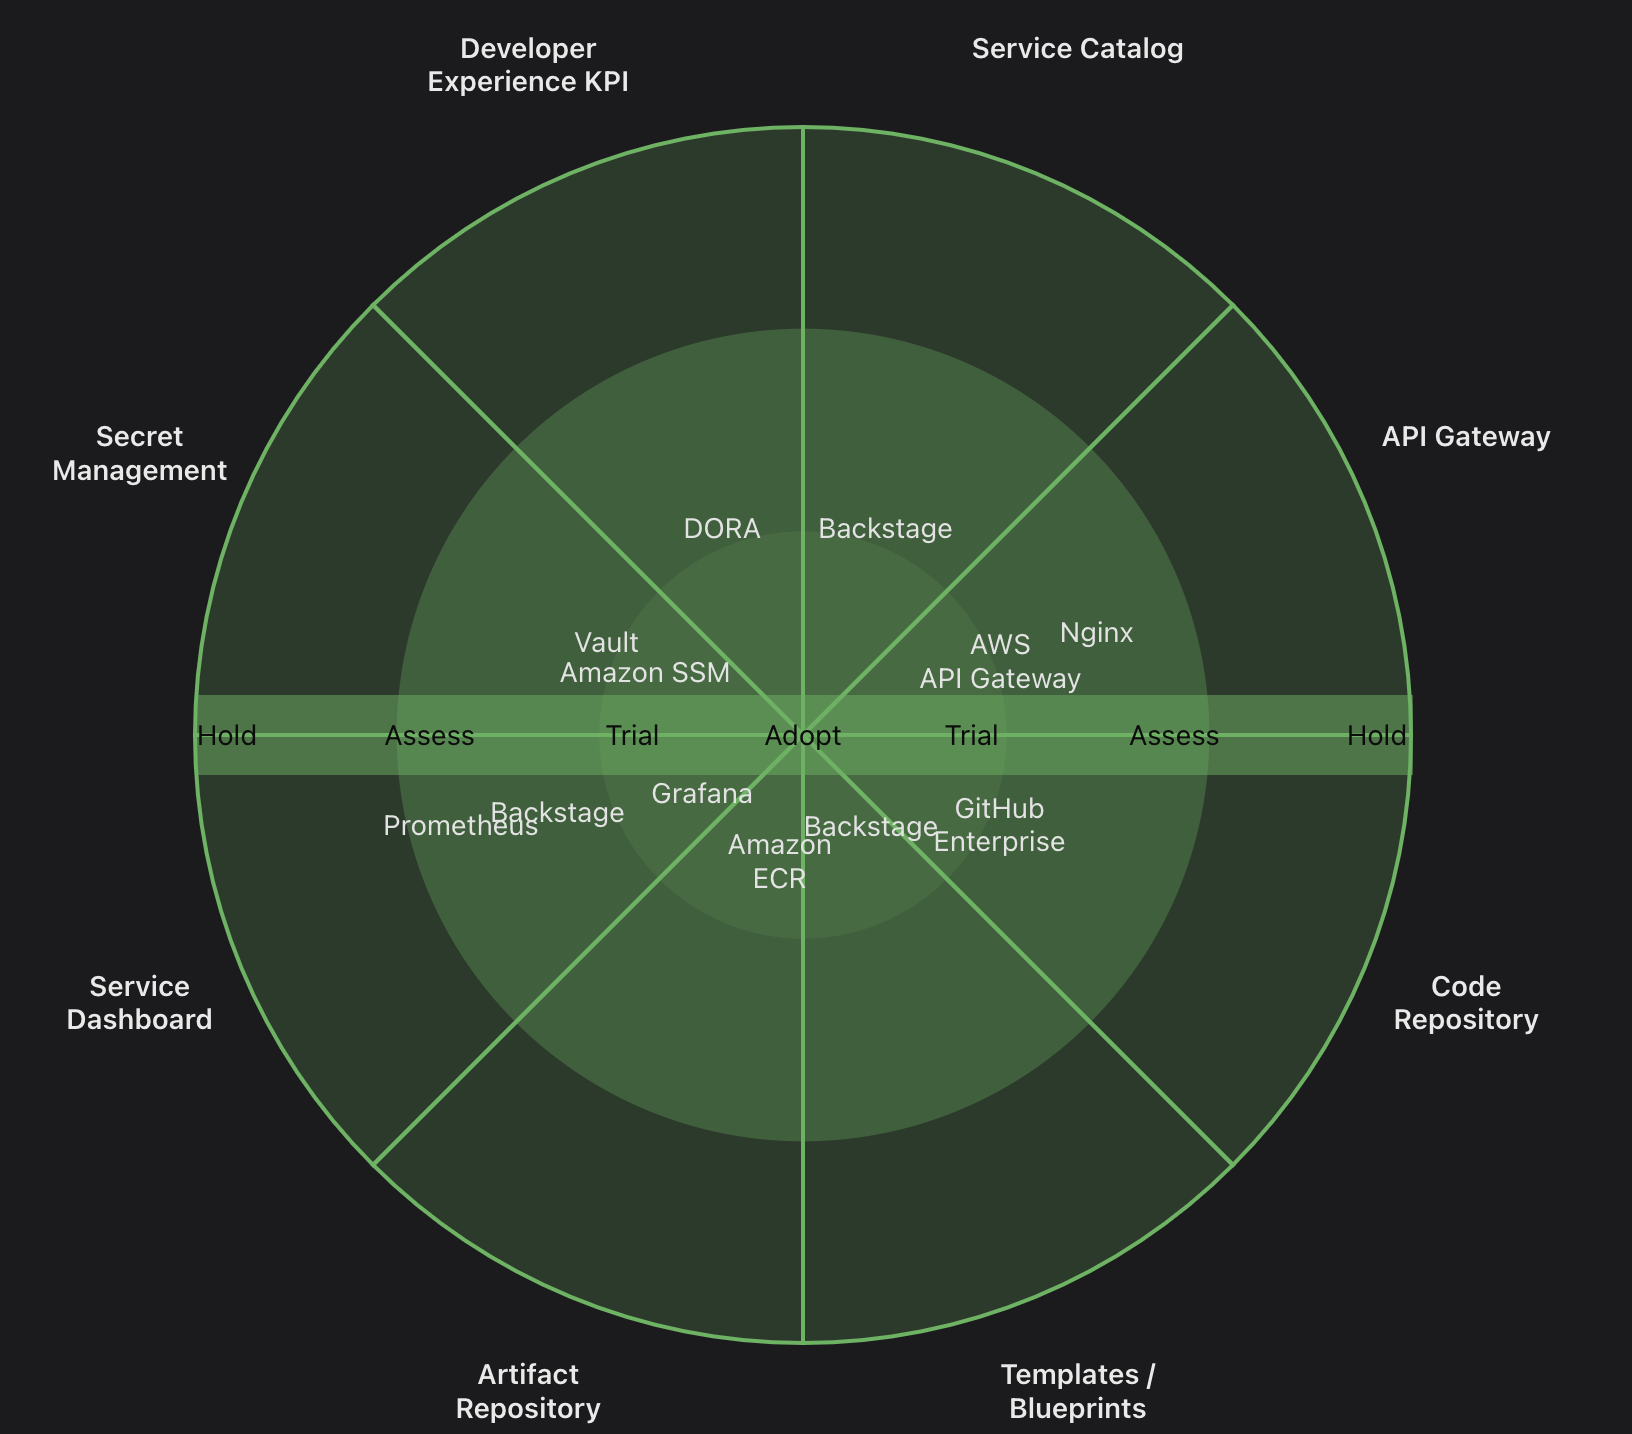 Developer
Experience KPI
Service Catalog
Secret
Management
API Gateway
DORA
Backstage
Vault
Amazon SSM
AWS
API Gateway
Nginx
Hold
Assess
Trial
Adopt
Trial
Assess
Hold
Prometheus
Backstage
Grafana
Amazon
ECR
Backstage
GitHub
Enterprise
Service
Dashboard
Code
Repository
Artifact
Repository
Templates /
Blueprints